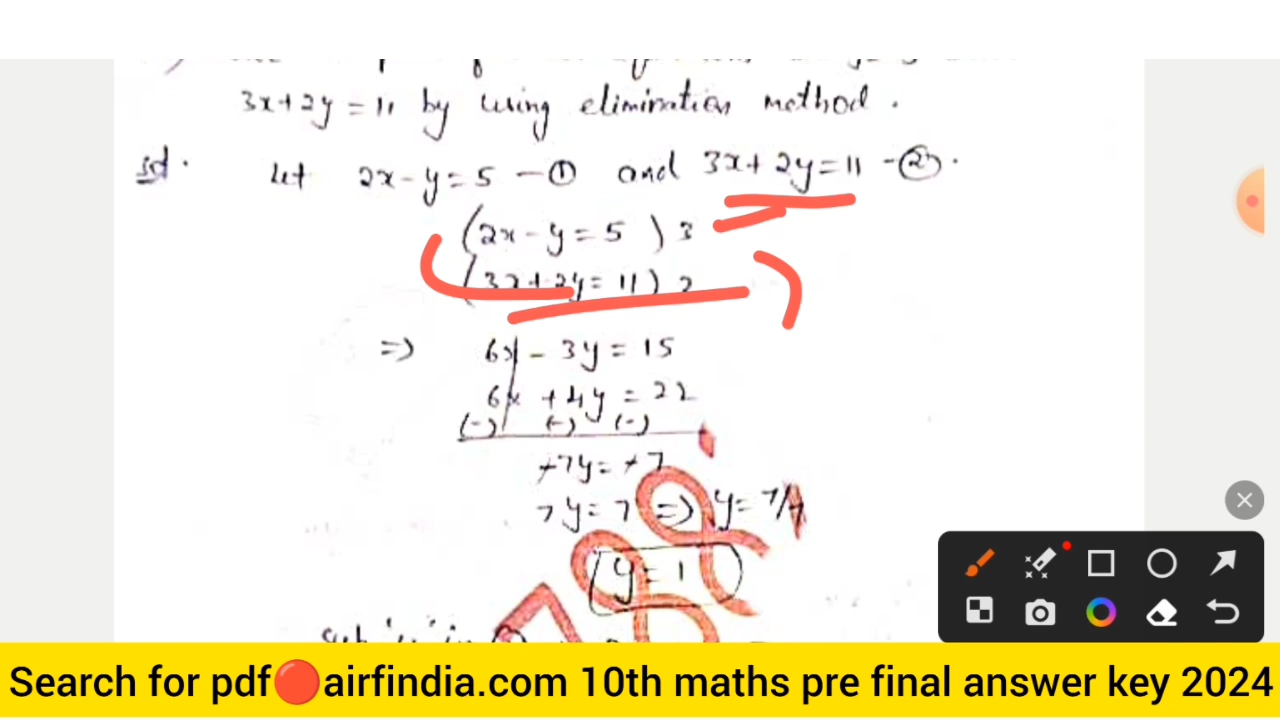 3x+2y=11 by using elimination method.
Sol. Let 2x-y=5 -① and 3x+2y=11 -②.
(2x-y=5)3
(3x+2y=11)2
=> 6x-3y=15
6x+4y=22
(-) (-) (-)
+7y=+7
7y=7 => y=7/7
y=1
Search for pdf🔴airfindia.com 10th maths pre final answer key 2024